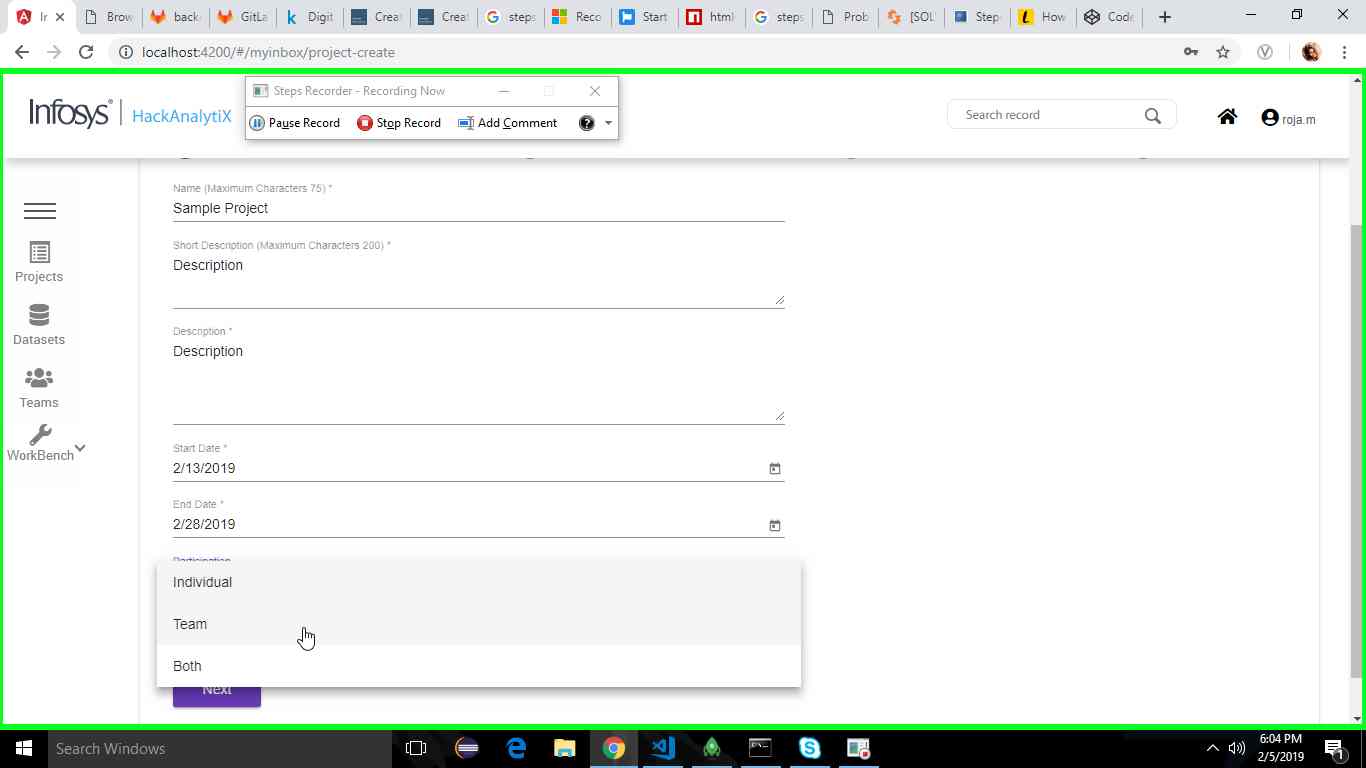 Ir
Brow
back
GitLa
Digit
Creat
Creat
steps
Reco
Start
html
steps
Prob
[SOL
Step
How
Code
localhost:4200/#/myinbox/project-create
Steps Recorder - Recording Now
Pause Record
Stop Record
Add Comment
Infosys | HackAnalytiX
Search record
roja.m
Projects
Datasets
Teams
WorkBench
Name (Maximum Characters 75) *
Sample Project
Short Description (Maximum Characters 200) *
Description
Description *
Description
Start Date *
2/13/2019
End Date *
2/28/2019
Participation
Individual
Team
Both
Next
Search Windows
6:04 PM
2/5/2019
1